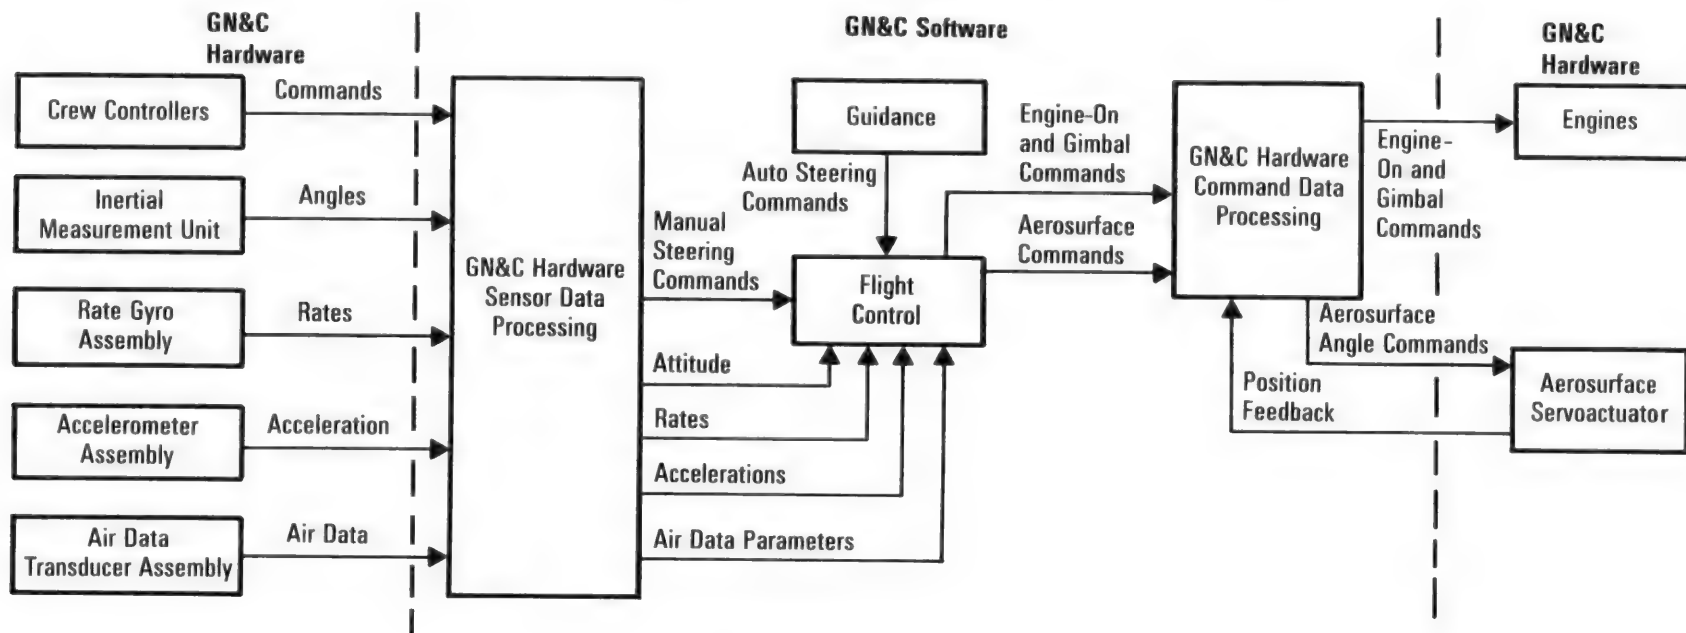 GN&C
Hardware
GN&C Software
GN&C
Hardware
Crew Controllers
Commands
Inertial
Measurement Unit
Angles
Rate Gyro
Assembly
Rates
Accelerometer
Assembly
Acceleration
Air Data
Transducer Assembly
Air Data
GN&C Hardware
Sensor Data
Processing
Manual
Steering
Commands
Attitude
Rates
Accelerations
Air Data Parameters
Guidance
Auto Steering
Commands
Flight
Control
Engine-On
and Gimbal
Commands
Aerosurface
Commands
GN&C Hardware
Command Data
Processing
Engine-
On and
Gimbal
Commands
Engines
Aerosurface
Angle Commands
Position
Feedback
Aerosurface
Servoactuator